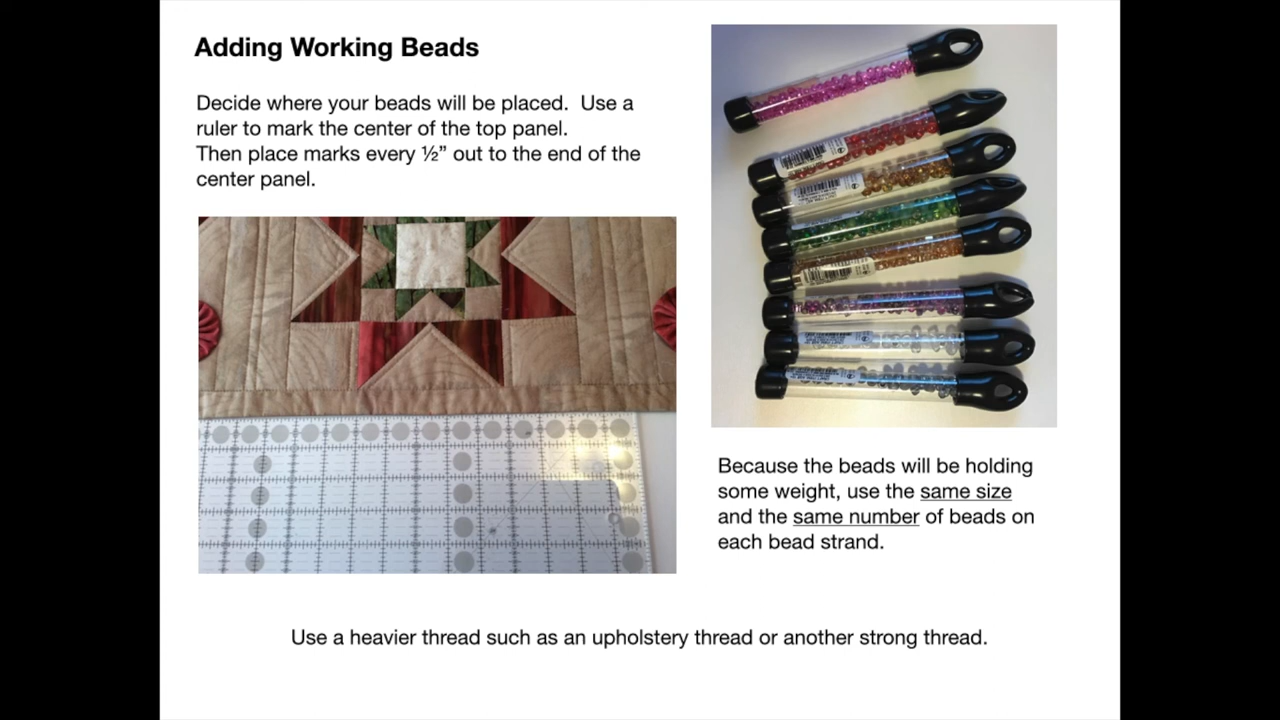 Adding Working Beads
Decide where your beads will be placed.  Use a
ruler to mark the center of the top panel.
Then place marks every ½” out to the end of the
center panel.
Because the beads will be holding
some weight, use the same size
and the same number of beads on
each bead strand.
Use a heavier thread such as an upholstery thread or another strong thread.